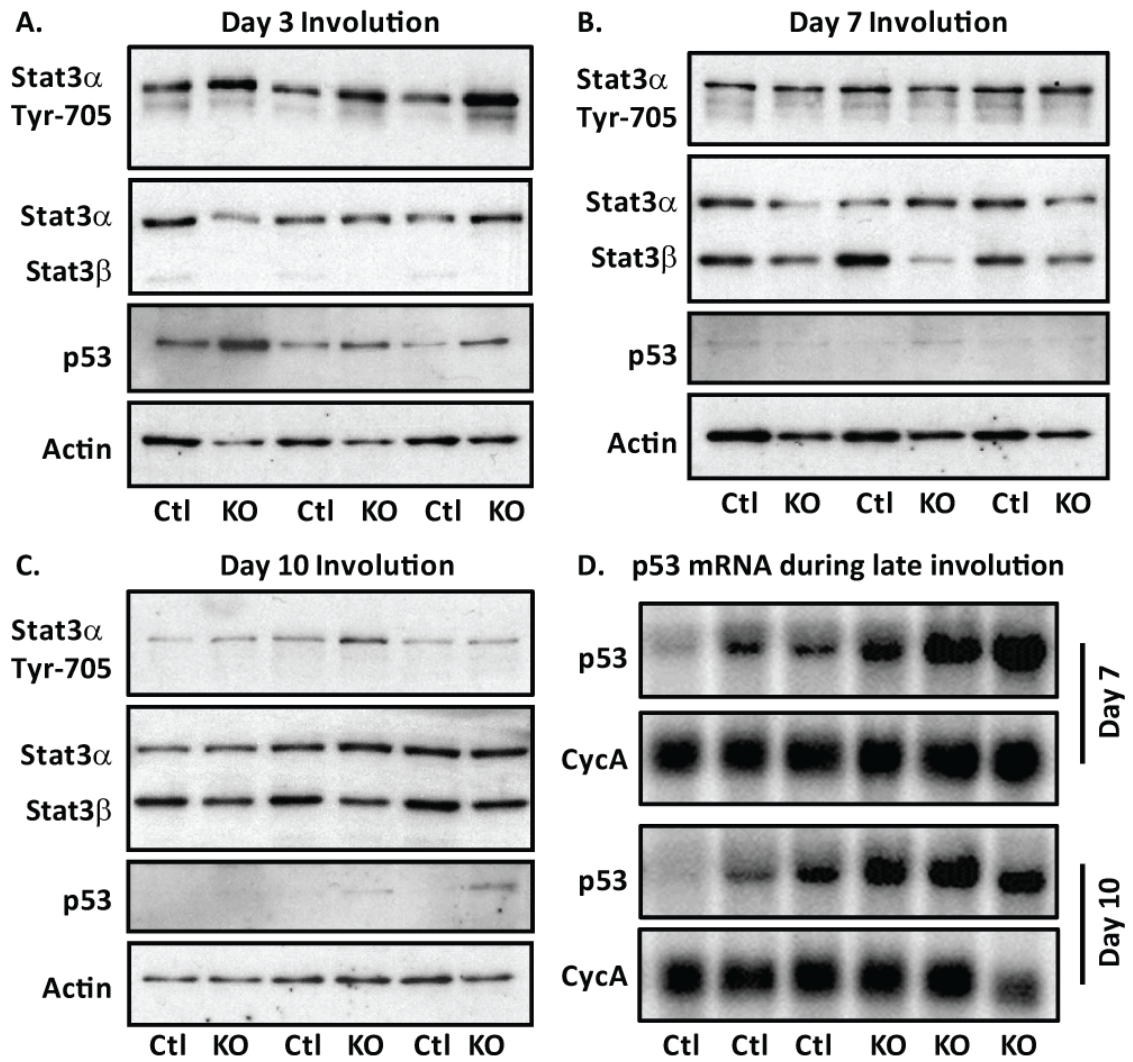 A. Day 3 Involution
Stat3α
Tyr-705
Stat3α
Stat3β
p53
Actin
Ctl KO Ctl KO Ctl KO
B. Day 7 Involution
Stat3α
Tyr-705
Stat3α
Stat3β
p53
Actin
Ctl KO Ctl KO Ctl KO
C. Day 10 Involution
Stat3α
Tyr-705
Stat3α
Stat3β
p53
Actin
Ctl KO Ctl KO Ctl KO
D. p53 mRNA during late involution
p53
CycA
Day 7
p53
CycA
Day 10
Ctl Ctl Ctl KO KO KO